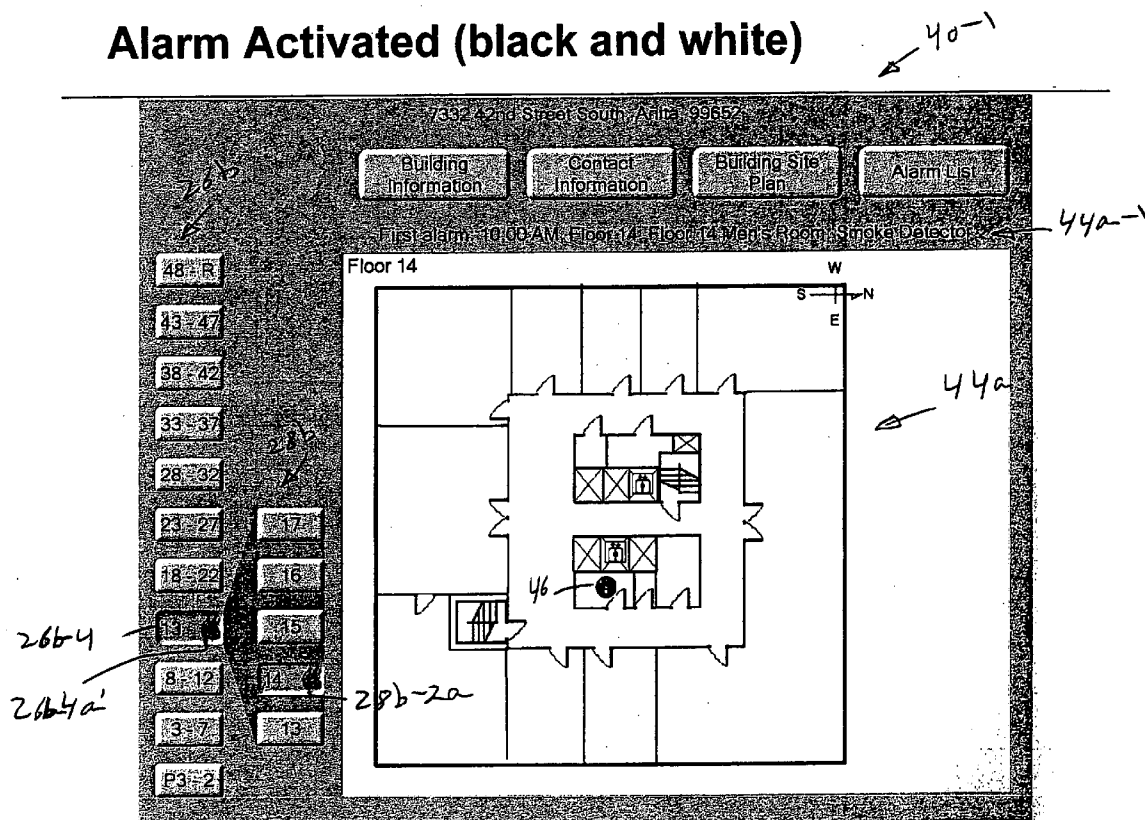 Alarm Activated (black and white)
40-1
7332 42nd Street South, Anita, 99652
Building Information
Contact Information
Building Site Plan
Alarm List
First alarm: 10:00 AM, Floor 14, Floor 14 Men's Room, Smoke Detector
44a-1
26b
48 - R
43 - 47
38 - 42
33 - 37
28 - 32
23 - 27
18 - 22
8 - 12
3 - 7
P3 - 2
28b
17
16
15
14
13
Floor 14
W
S
N
E
44a
46
26b-4
26b4a'
28b-2a